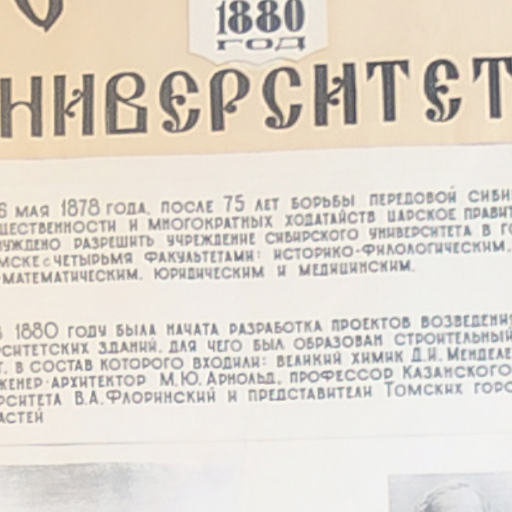 1880
ГОД
НИВЕРСИТЕТ
6 МАЯ 1878 ГОДА, ПОСЛЕ 75 ЛЕТ БОРЬБЫ ПЕРЕДОВОЙ СИБИ
ЩЕСТВЕННОСТИ И МНОГОКРАТНЫХ ХОДАТАЙСТВ ЦАРСКОЕ ПРАВИТ
УЖДЕНО РАЗРЕШИТЬ УЧРЕЖДЕНИЕ СИБИРСКОГО УНИВЕРСИТЕТА В Г
МСКЕ С ЧЕТЫРЬМЯ ФАКУЛЬТЕТАМИ: ИСТОРИКО-ФИЛОЛОГИЧЕСКИМ,
МАТЕМАТИЧЕСКИМ, ЮРИДИЧЕСКИМ И МЕДИЦИНСКИМ.
В 1880 ГОДУ БЫЛА НАЧАТА РАЗРАБОТКА ПРОЕКТОВ ВОЗВЕДЕНИ
РСИТЕТСКИХ ЗДАНИЙ, ДЛЯ ЧЕГО БЫЛ ОБРАЗОВАН СТРОИТЕЛЬНЫЙ
Т, В СОСТАВ КОТОРОГО ВХОДИЛИ: ВЕЛИКИЙ ХИМИК Д.И. МЕНДЕЛЕ
ЖЕНЕР-АРХИТЕКТОР М.Ю. АРНОЛЬД, ПРОФЕССОР КАЗАНСКОГО
РСИТЕТА В.А. ФЛОРИНСКИЙ И ПРЕДСТАВИТЕЛИ ТОМСКИХ ГОРО
АСТЕЙ